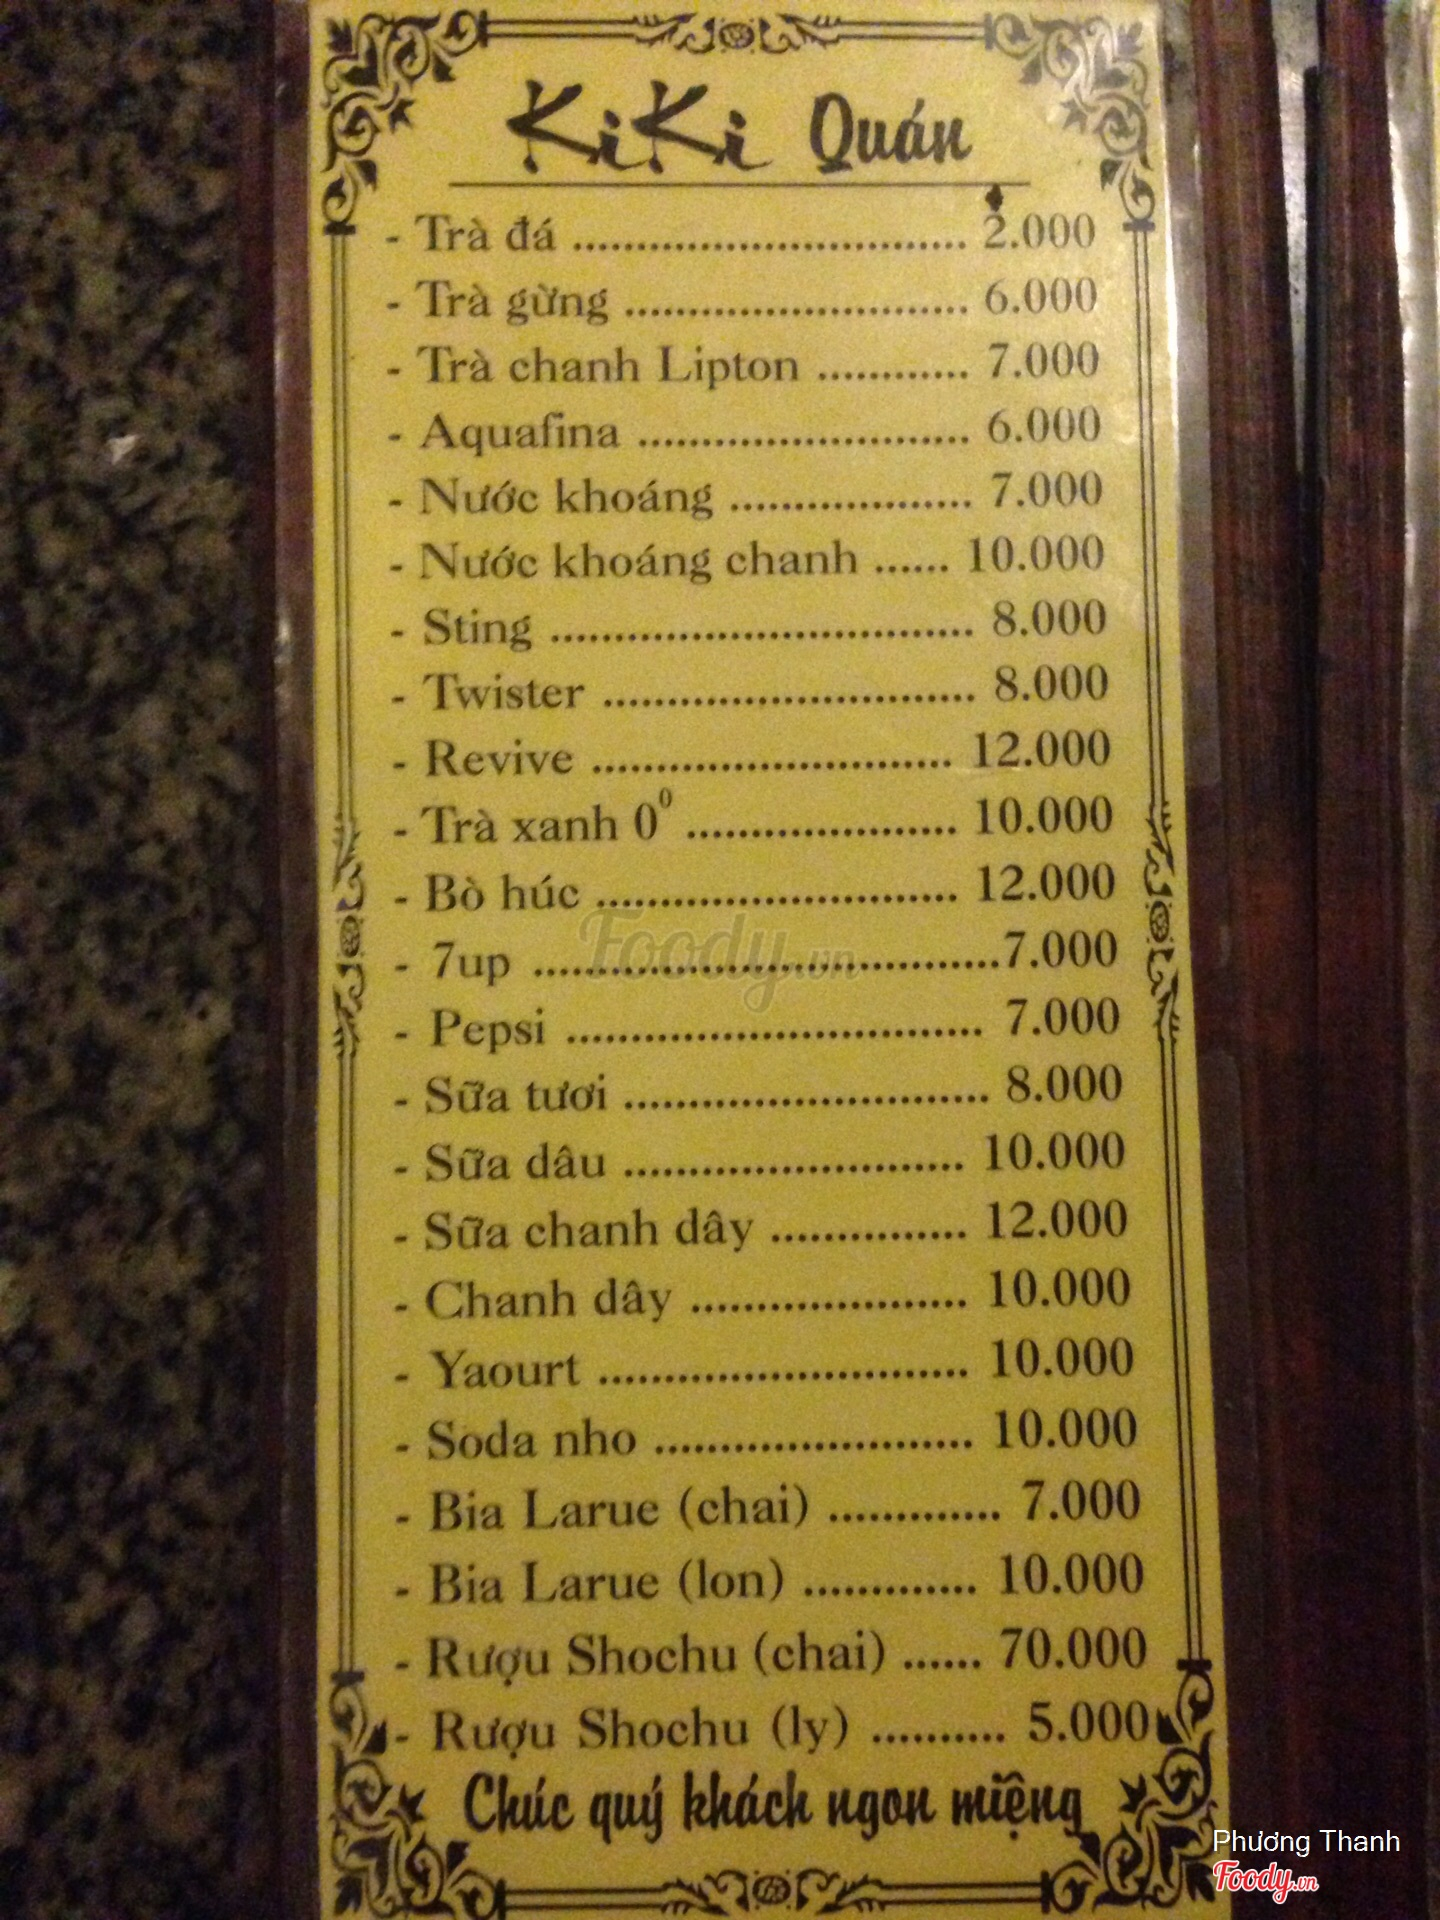 KiKi Quán
- Trà đá ............................... 2.000
- Trà gừng ........................... 6.000
- Trà chanh Lipton ............ 7.000
- Aquafina .......................... 6.000
- Nước khoáng ................... 7.000
- Nước khoáng chanh ...... 10.000
- Sting ................................. 8.000
- Twister ............................. 8.000
- Revive ............................ 12.000
- Trà xanh 0⁰ ..................... 10.000
- Bò húc ............................ 12.000
- 7up .....................................7.000
- Pepsi ................................. 7.000
- Sữa tươi ............................ 8.000
- Sữa dâu .......................... 10.000
- Sữa chanh dây ............... 12.000
- Chanh dây ..................... 10.000
- Yaourt ............................ 10.000
- Soda nho ........................ 10.000
- Bia Larue (chai) ............. 7.000
- Bia Larue (lon) ............. 10.000
- Rượu Shochu (chai) ...... 70.000
- Rượu Shochu (ly) .......... 5.000
Chúc quý khách ngon miệng
Foody.vn
Phương Thanh
Foody.vn